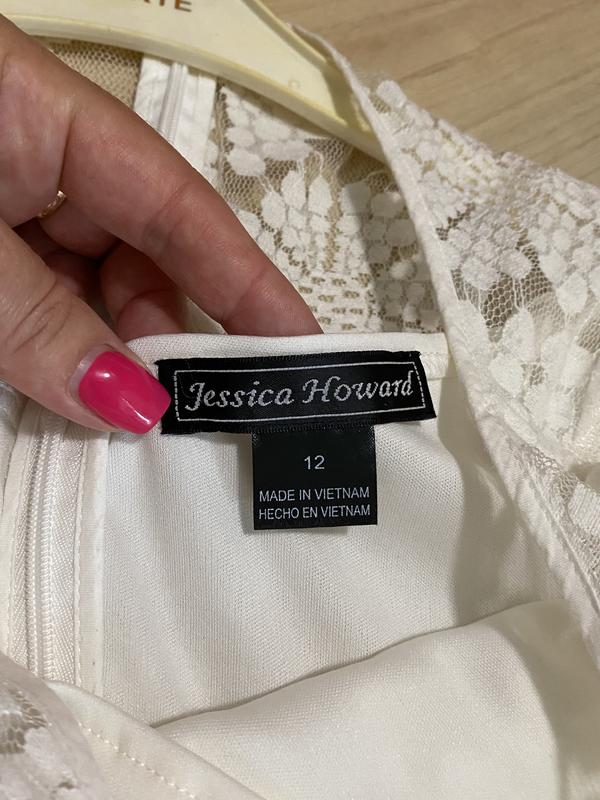 Jessica Howard
12
MADE IN VIETNAM
HECHO EN VIETNAM